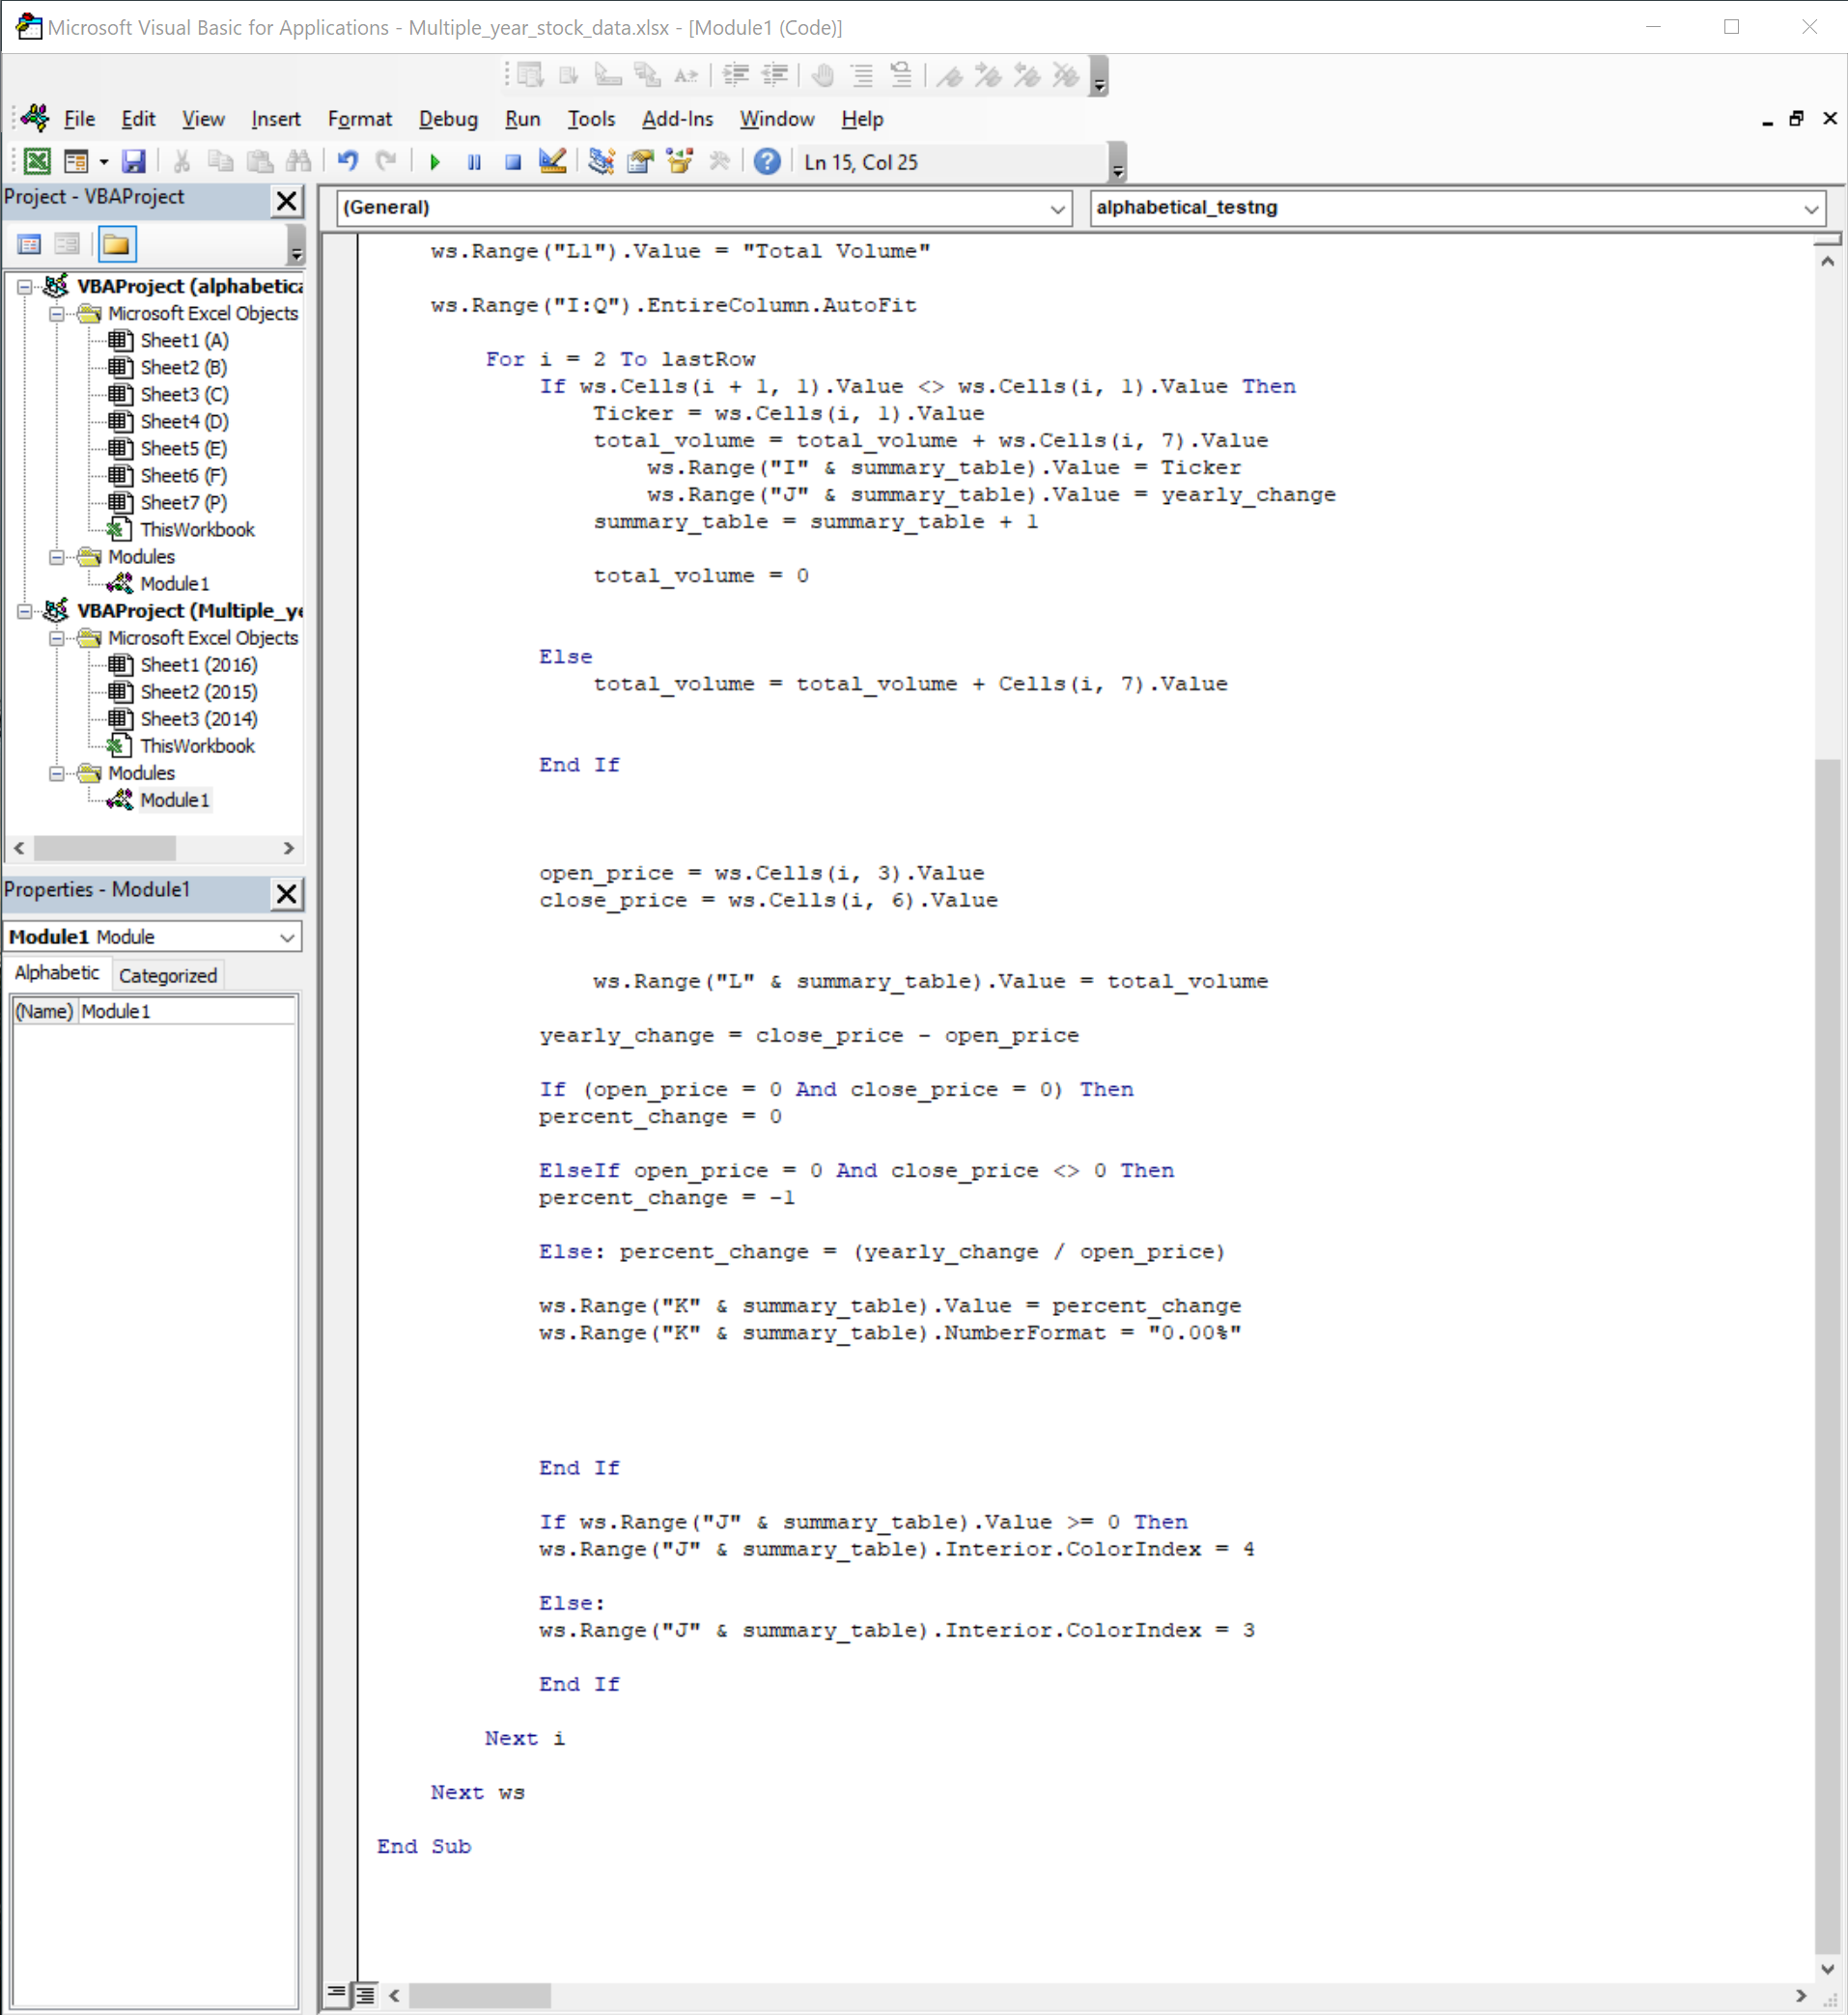 Microsoft Visual Basic for Applications - Multiple_year_stock_data.xlsx - [Module1 (Code)]
File Edit View Insert Format Debug Run Tools Add-Ins Window Help
Ln 15, Col 25
Project - VBAProject
VBAProject (alphabetica
Microsoft Excel Objects
Sheet1 (A)
Sheet2 (B)
Sheet3 (C)
Sheet4 (D)
Sheet5 (E)
Sheet6 (F)
Sheet7 (P)
ThisWorkbook
Modules
Module1
VBAProject (Multiple_ye
Microsoft Excel Objects
Sheet1 (2016)
Sheet2 (2015)
Sheet3 (2014)
ThisWorkbook
Modules
Module1
Properties - Module1
Module1 Module
Alphabetic Categorized
(Name) Module1
(General) alphabetical_testng
ws.Range("L1").Value = "Total Volume"
ws.Range("I:Q").EntireColumn.AutoFit
For i = 2 To lastRow
If ws.Cells(i + 1, 1).Value <> ws.Cells(i, 1).Value Then
Ticker = ws.Cells(i, 1).Value
total_volume = total_volume + ws.Cells(i, 7).Value
ws.Range("I" & summary_table).Value = Ticker
ws.Range("J" & summary_table).Value = yearly_change
summary_table = summary_table + 1
total_volume = 0
Else
total_volume = total_volume + Cells(i, 7).Value
End If
open_price = ws.Cells(i, 3).Value
close_price = ws.Cells(i, 6).Value
ws.Range("L" & summary_table).Value = total_volume
yearly_change = close_price - open_price
If (open_price = 0 And close_price = 0) Then
percent_change = 0
ElseIf open_price = 0 And close_price <> 0 Then
percent_change = -1
Else: percent_change = (yearly_change / open_price)
ws.Range("K" & summary_table).Value = percent_change
ws.Range("K" & summary_table).NumberFormat = "0.00%"
End If
If ws.Range("J" & summary_table).Value >= 0 Then
ws.Range("J" & summary_table).Interior.ColorIndex = 4
Else:
ws.Range("J" & summary_table).Interior.ColorIndex = 3
End If
Next i
Next ws
End Sub